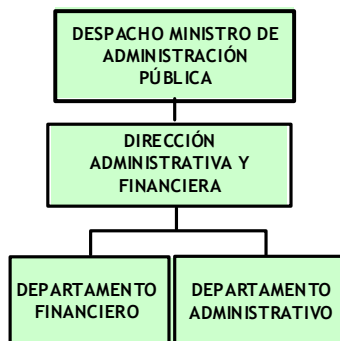 DESPACHO MINISTRO DE
ADMINISTRACIÓN
PÚBLICA
DIRECCIÓN
ADMINISTRATIVA Y
FINANCIERA
DEPARTAMENTO
FINANCIERO
DEPARTAMENTO
ADMINISTRATIVO